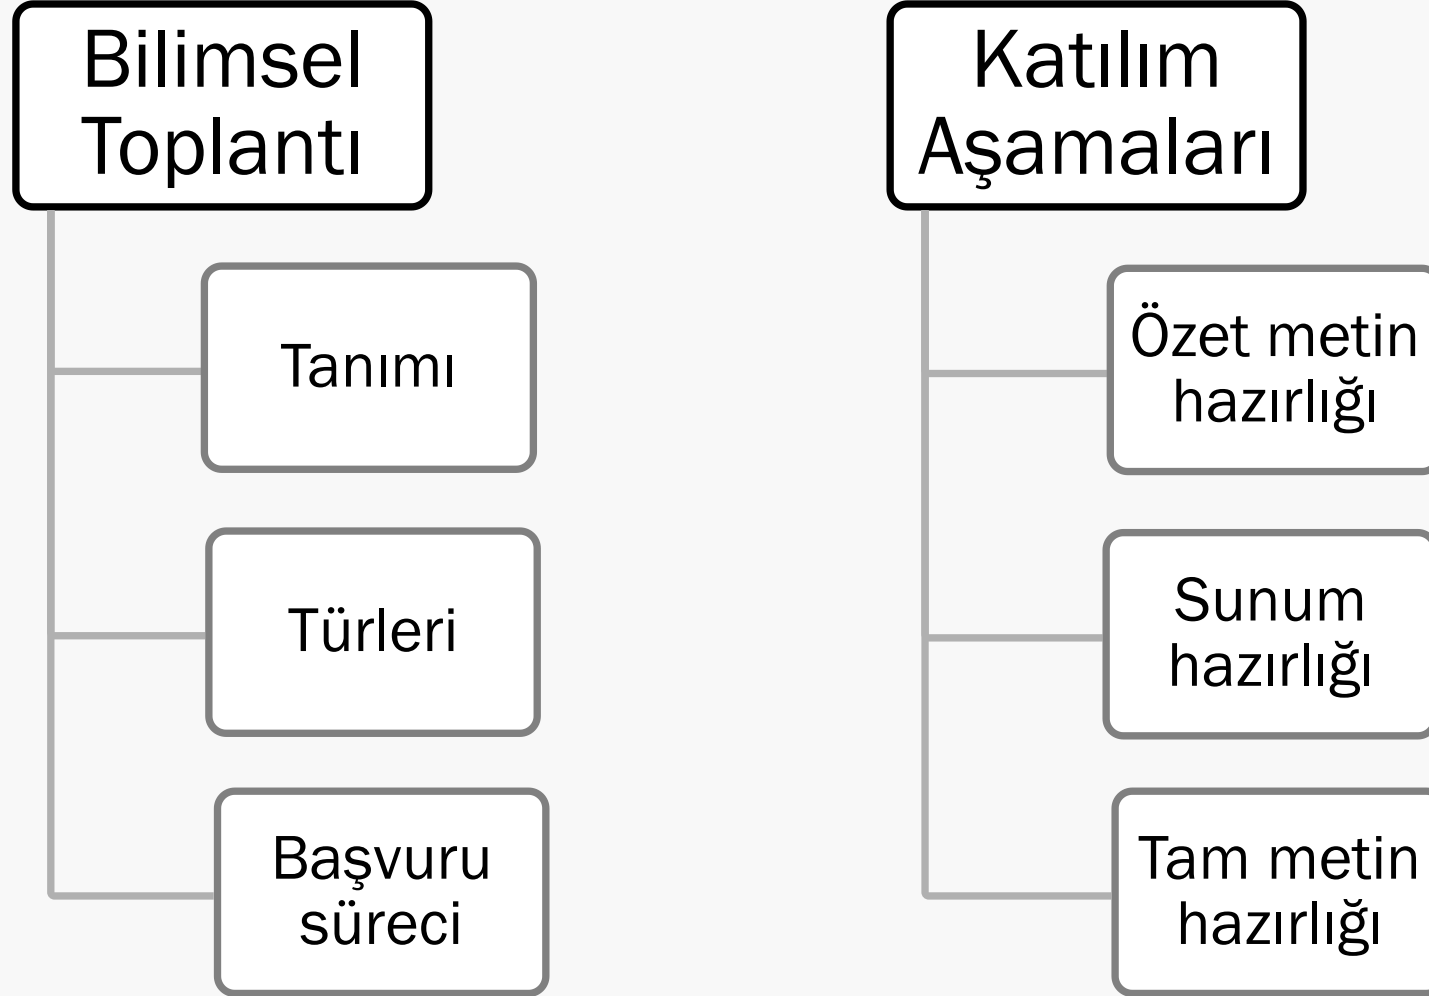 Bilimsel
Toplantı
Tanımı
Türleri
Başvuru
süreci
Katılım
Aşamaları
Özet metin
hazırlığı
Sunum
hazırlığı
Tam metin
hazırlığı